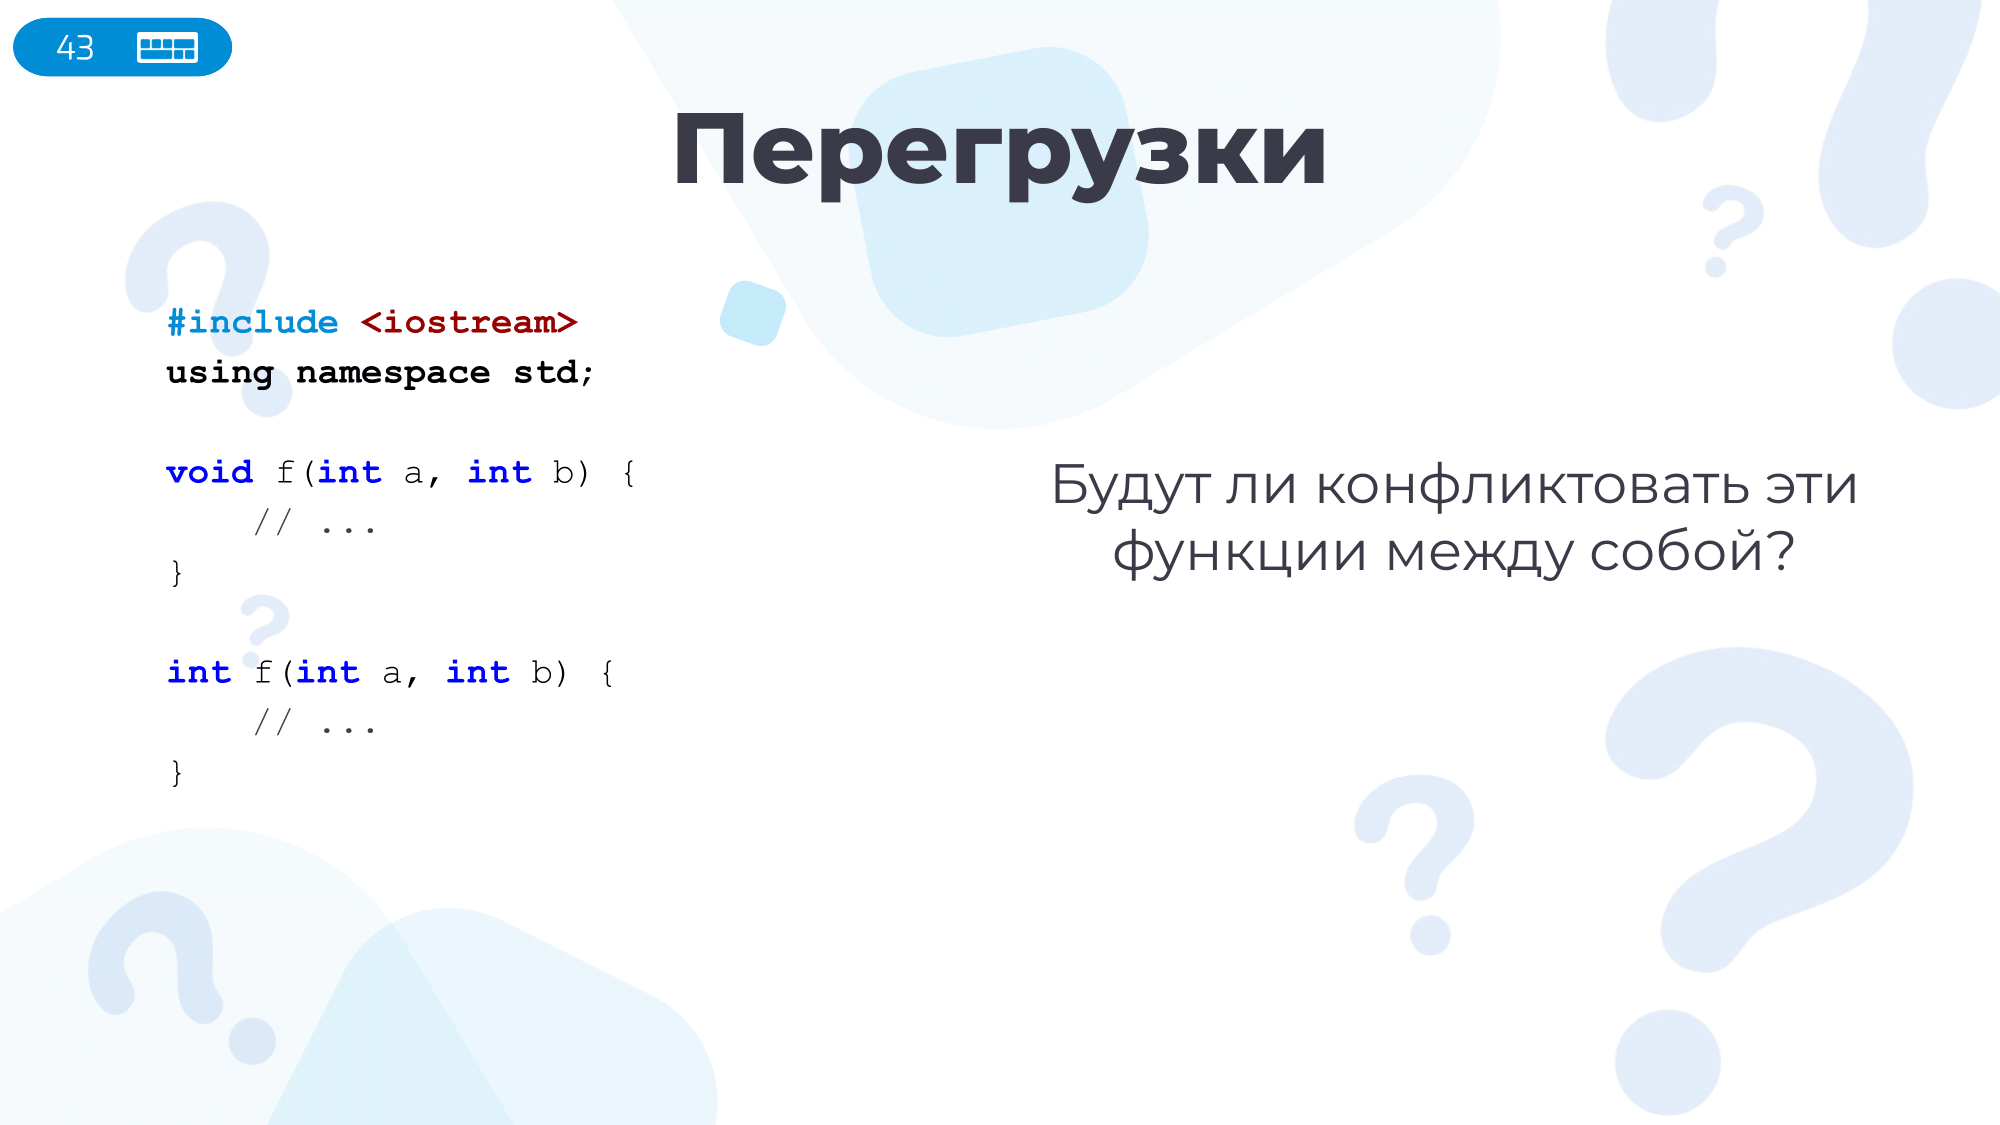 43
Перегрузки
#include <iostream>
using namespace std;
void f(int a, int b) {
// ...
}
int f(int a, int b) {
// ...
}
Будут ли конфликтовать эти
функции между собой?